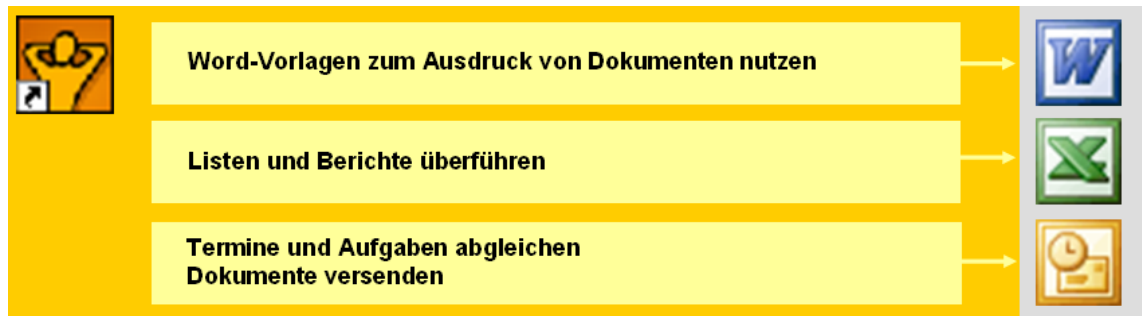 Word-Vorlagen zum Ausdruck von Dokumenten nutzen
Listen und Berichte überführen
Termine und Aufgaben abgleichen
Dokumente versenden